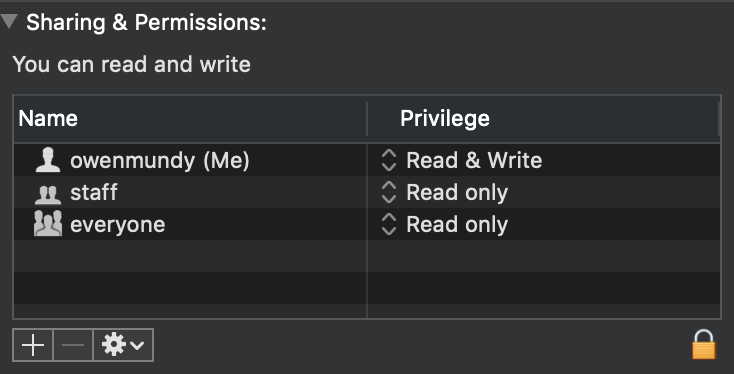 Sharing & Permissions:
You can read and write
Name Privilege
owenmundy (Me) Read & Write
staff Read only
everyone Read only